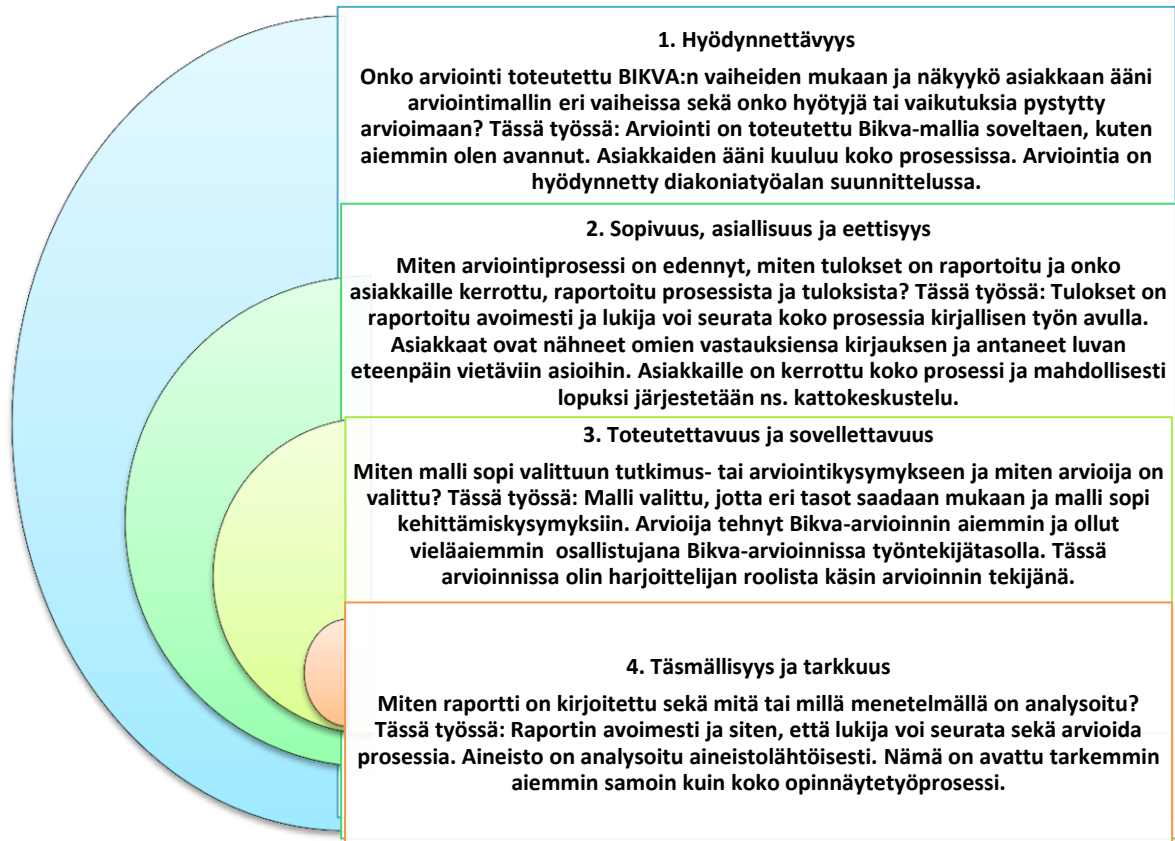 1. Hyödynnettävyys
Onko arviointi toteutettu BIKVA:n vaiheiden mukaan ja näkyykö asiakkaan ääni
arviointimallin eri vaiheissa sekä onko hyötyjä tai vaikutuksia pystytty
arvioimaan? Tässä työssä: Arviointi on toteutettu Bikva-mallia soveltaen, kuten
aiemmin olen avannut. Asiakkaiden ääni kuuluu koko prosessissa. Arviointia on
hyödynnetty diakoniatyöalan suunnittelussa.
2. Sopivuus, asiallisuus ja eettisyys
Miten arviointiprosessi on edennyt, miten tulokset on raportoitu ja onko
asiakkaille kerrottu, raportoitu prosessista ja tuloksista? Tässä työssä: Tulokset on
raportoitu avoimesti ja lukija voi seurata koko prosessia kirjallisen työn avulla.
Asiakkaat ovat nähneet omien vastauksiensa kirjauksen ja antaneet luvan
eteenpäin vietäviin asioihin. Asiakkaille on kerrottu koko prosessi ja mahdollisesti
lopuksi järjestetään ns. kattokeskustelu.
3. Toteutettavuus ja sovellettavuus
Miten malli sopi valittuun tutkimus- tai arviointikysymykseen ja miten arvioija on
valittu? Tässä työssä: Malli valittu, jotta eri tasot saadaan mukaan ja malli sopi
kehittämiskysymyksiin. Arvioija tehnyt Bikva-arvioinnin aiemmin ja ollut
vieläaiemmin osallistujana Bikva-arvioinnissa työntekijätasolla. Tässä
arvioinnissa olin harjoittelijan roolista käsin arvioinnin tekijänä.
4. Täsmällisyys ja tarkkuus
Miten raportti on kirjoitettu sekä mitä tai millä menetelmällä on analysoitu?
Tässä työssä: Raportin avoimesti ja siten, että lukija voi seurata sekä arvioida
prosessia. Aineisto on analysoitu aineistolähtöisesti. Nämä on avattu tarkemmin
aiemmin samoin kuin koko opinnäytetyöprosessi.